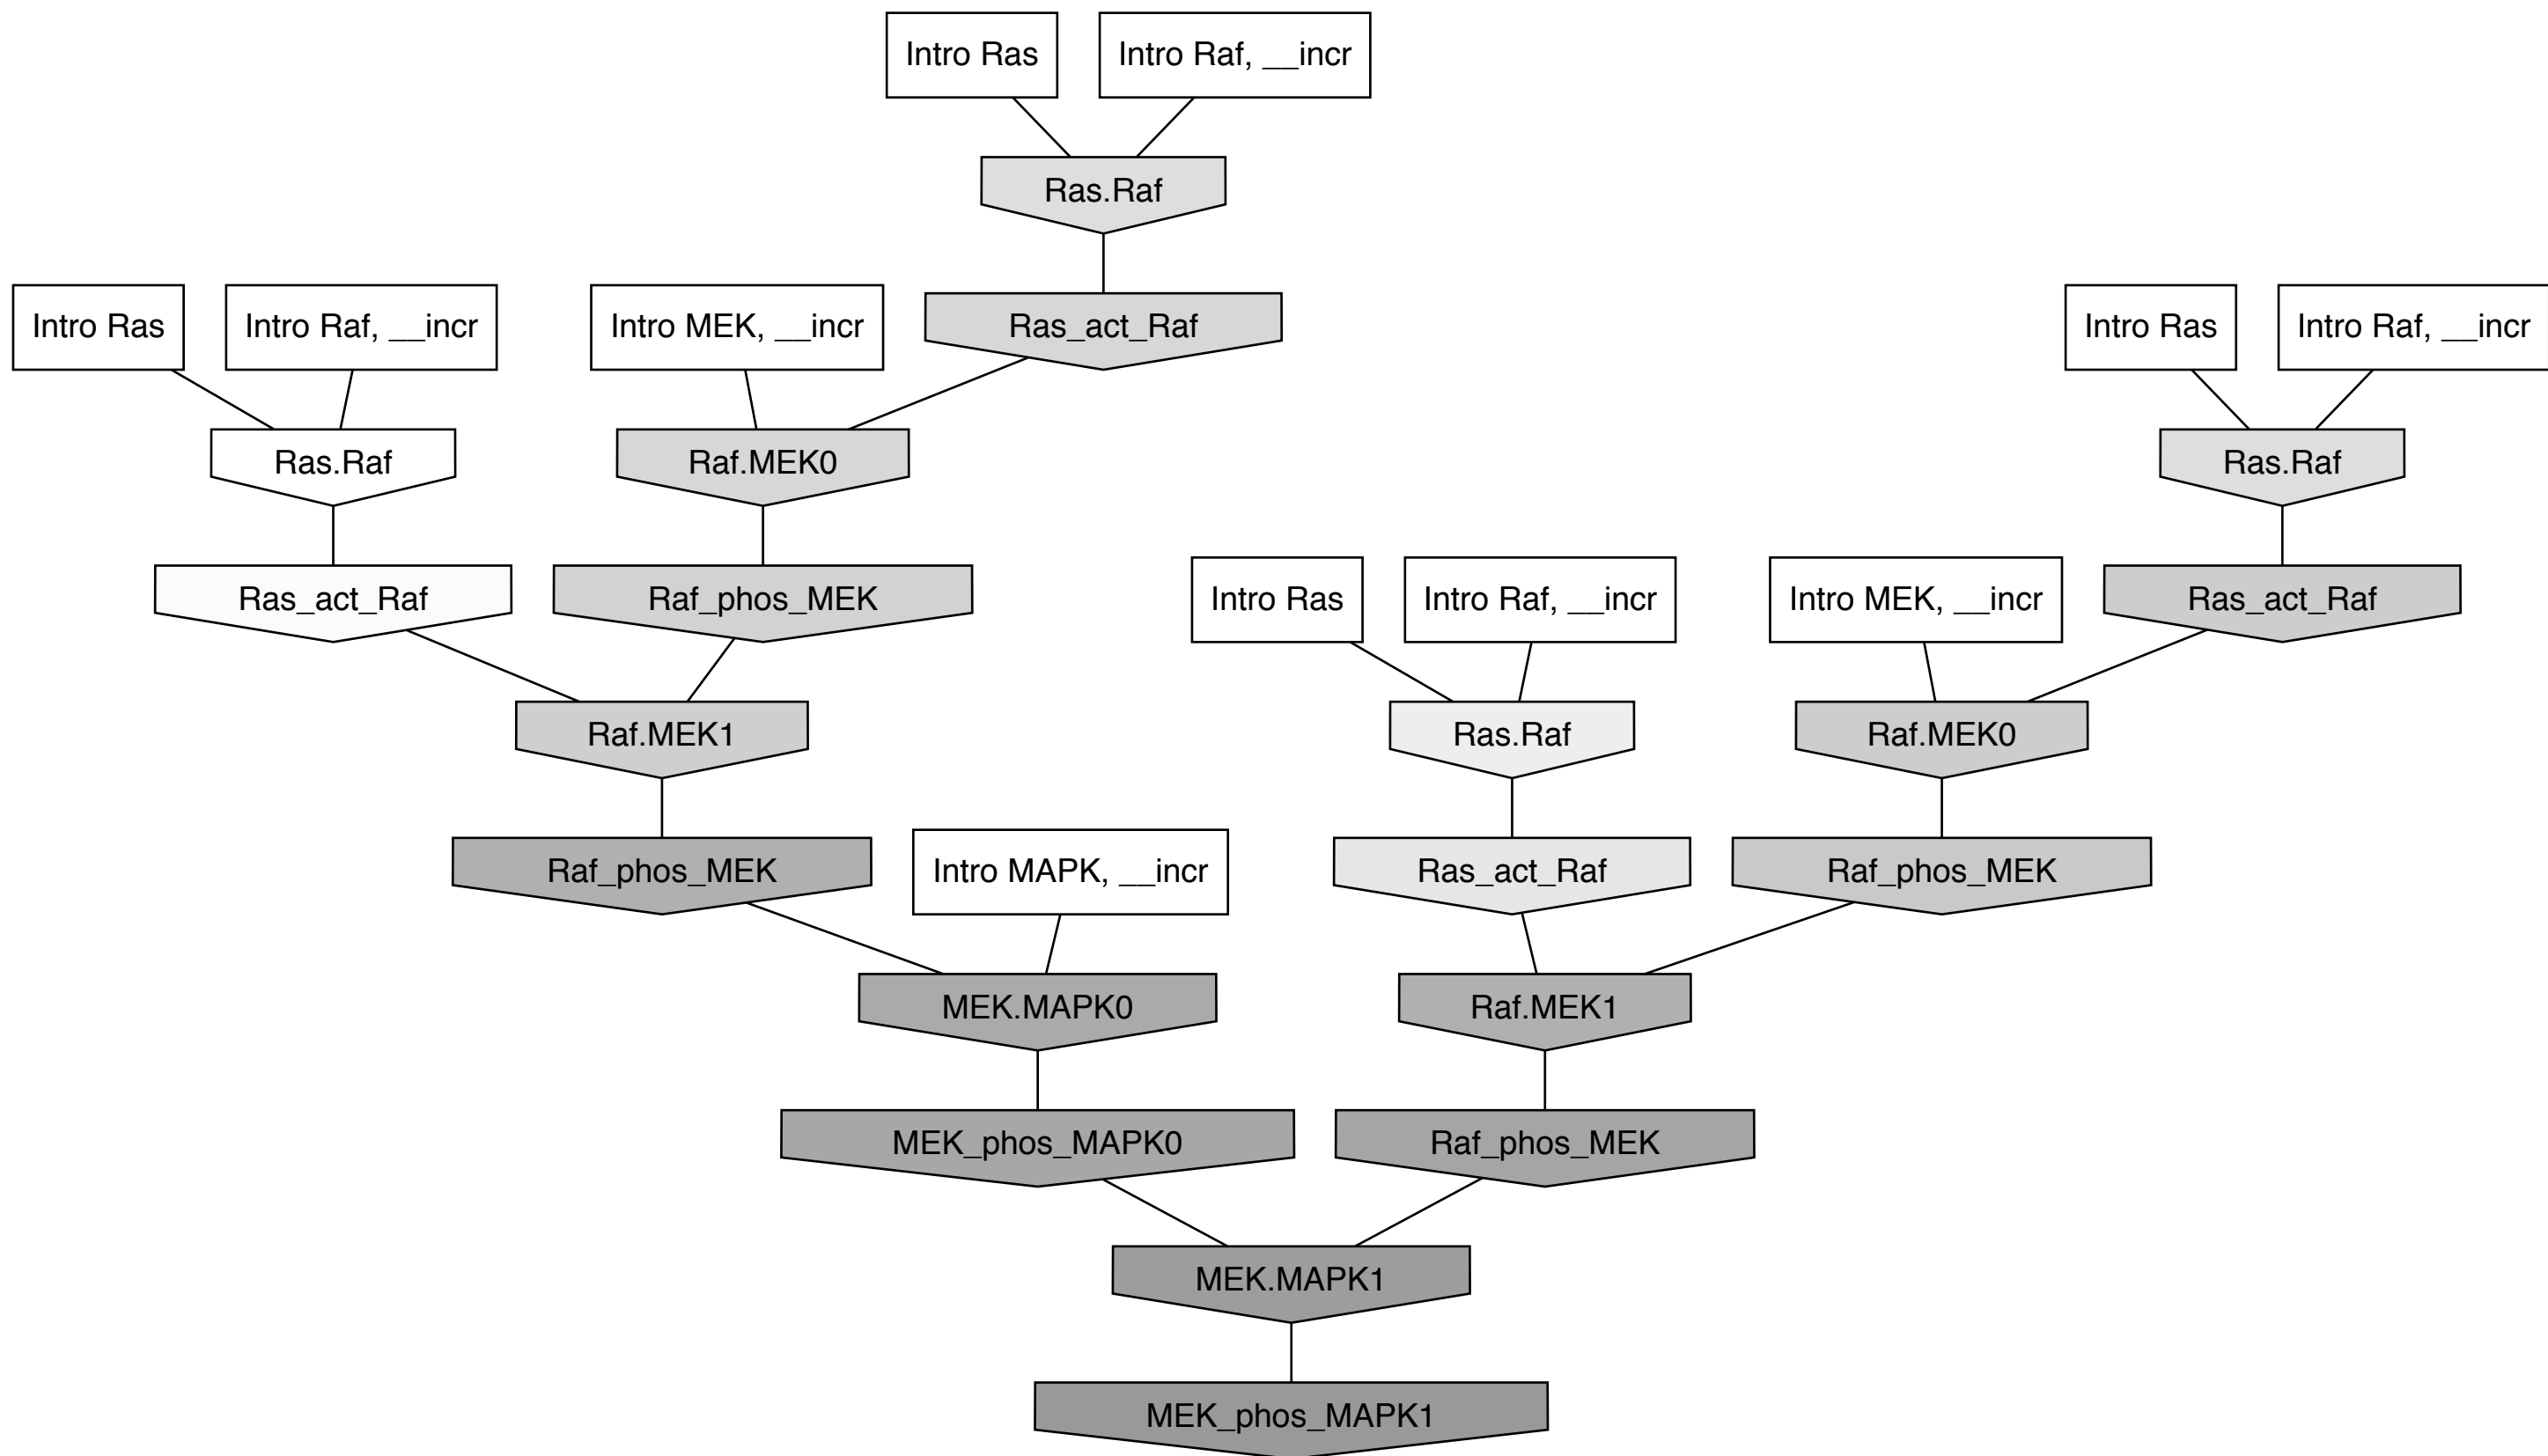 Intro Ras
Intro Raf, __incr
Ras.Raf
Intro Ras
Intro Raf, __incr
Intro MEK, __incr
Ras_act_Raf
Intro Ras
Intro Raf, __incr
Ras.Raf
Raf.MEK0
Ras.Raf
Ras_act_Raf
Raf_phos_MEK
Intro Ras
Intro Raf, __incr
Intro MEK, __incr
Ras_act_Raf
Raf.MEK1
Ras.Raf
Raf.MEK0
Raf_phos_MEK
Intro MAPK, __incr
Ras_act_Raf
Raf_phos_MEK
MEK.MAPK0
Raf.MEK1
MEK_phos_MAPK0
Raf_phos_MEK
MEK.MAPK1
MEK_phos_MAPK1